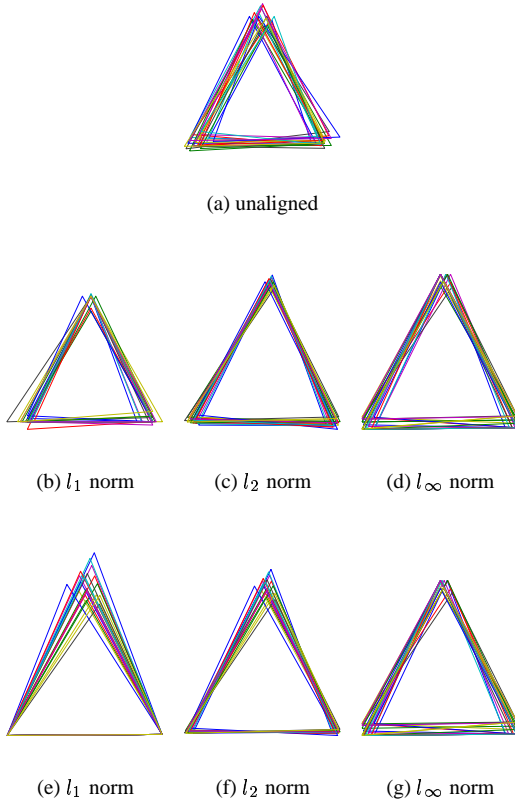 (a) unaligned
(b) l₁ norm (c) l₂ norm (d) l∞ norm
(e) l₁ norm (f) l₂ norm (g) l∞ norm